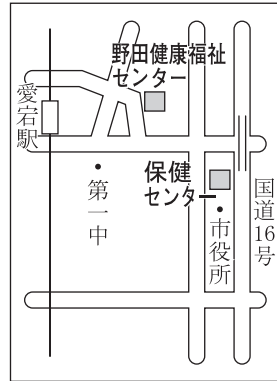 野田健康福祉
センター
愛宕駅
保健
センター
第一中
市役所
国道16号